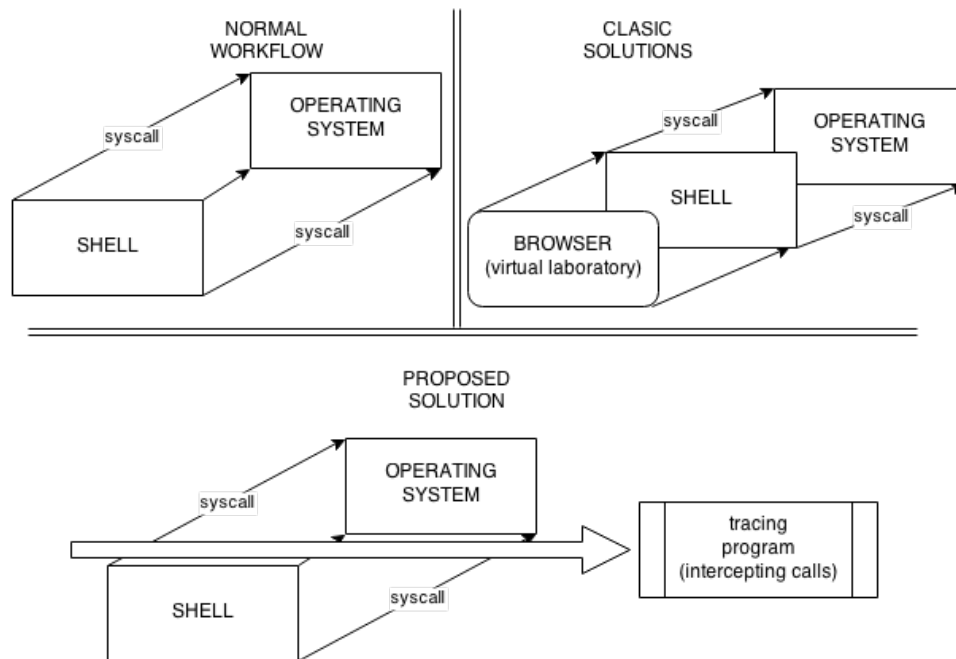 NORMAL
WORKFLOW
OPERATING
SYSTEM
syscall
syscall
SHELL
CLASIC
SOLUTIONS
syscall
OPERATING
SYSTEM
SHELL
syscall
BROWSER
(virtual laboratory)
PROPOSED
SOLUTION
OPERATING
SYSTEM
syscall
tracing
program
(intercepting calls)
syscall
SHELL